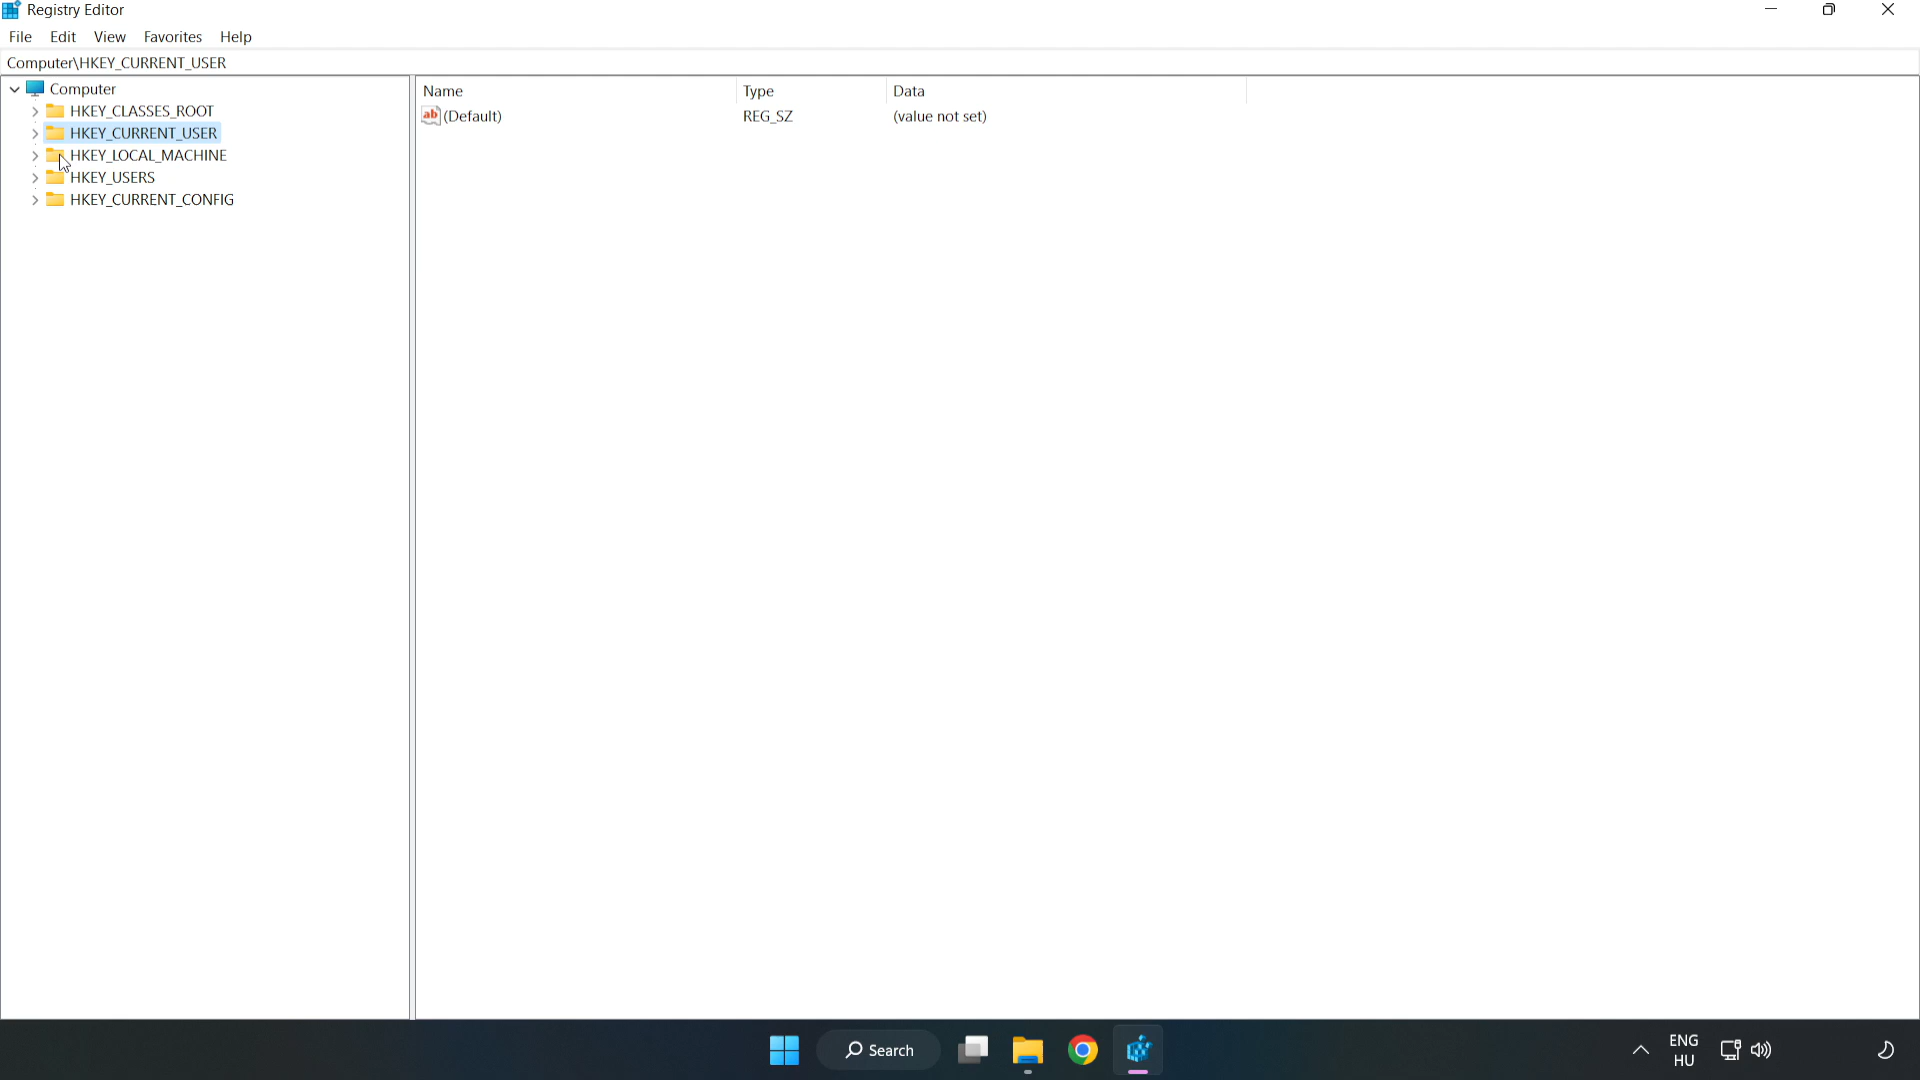 Registry Editor
File Edit View Favorites Help
Computer\HKEY_CURRENT_USER
Computer
HKEY_CLASSES_ROOT
HKEY_CURRENT_USER
HKEY_LOCAL_MACHINE
HKEY_USERS
HKEY_CURRENT_CONFIG
Name Type Data
ab (Default) REG_SZ (value not set)
Search
ENG
HU